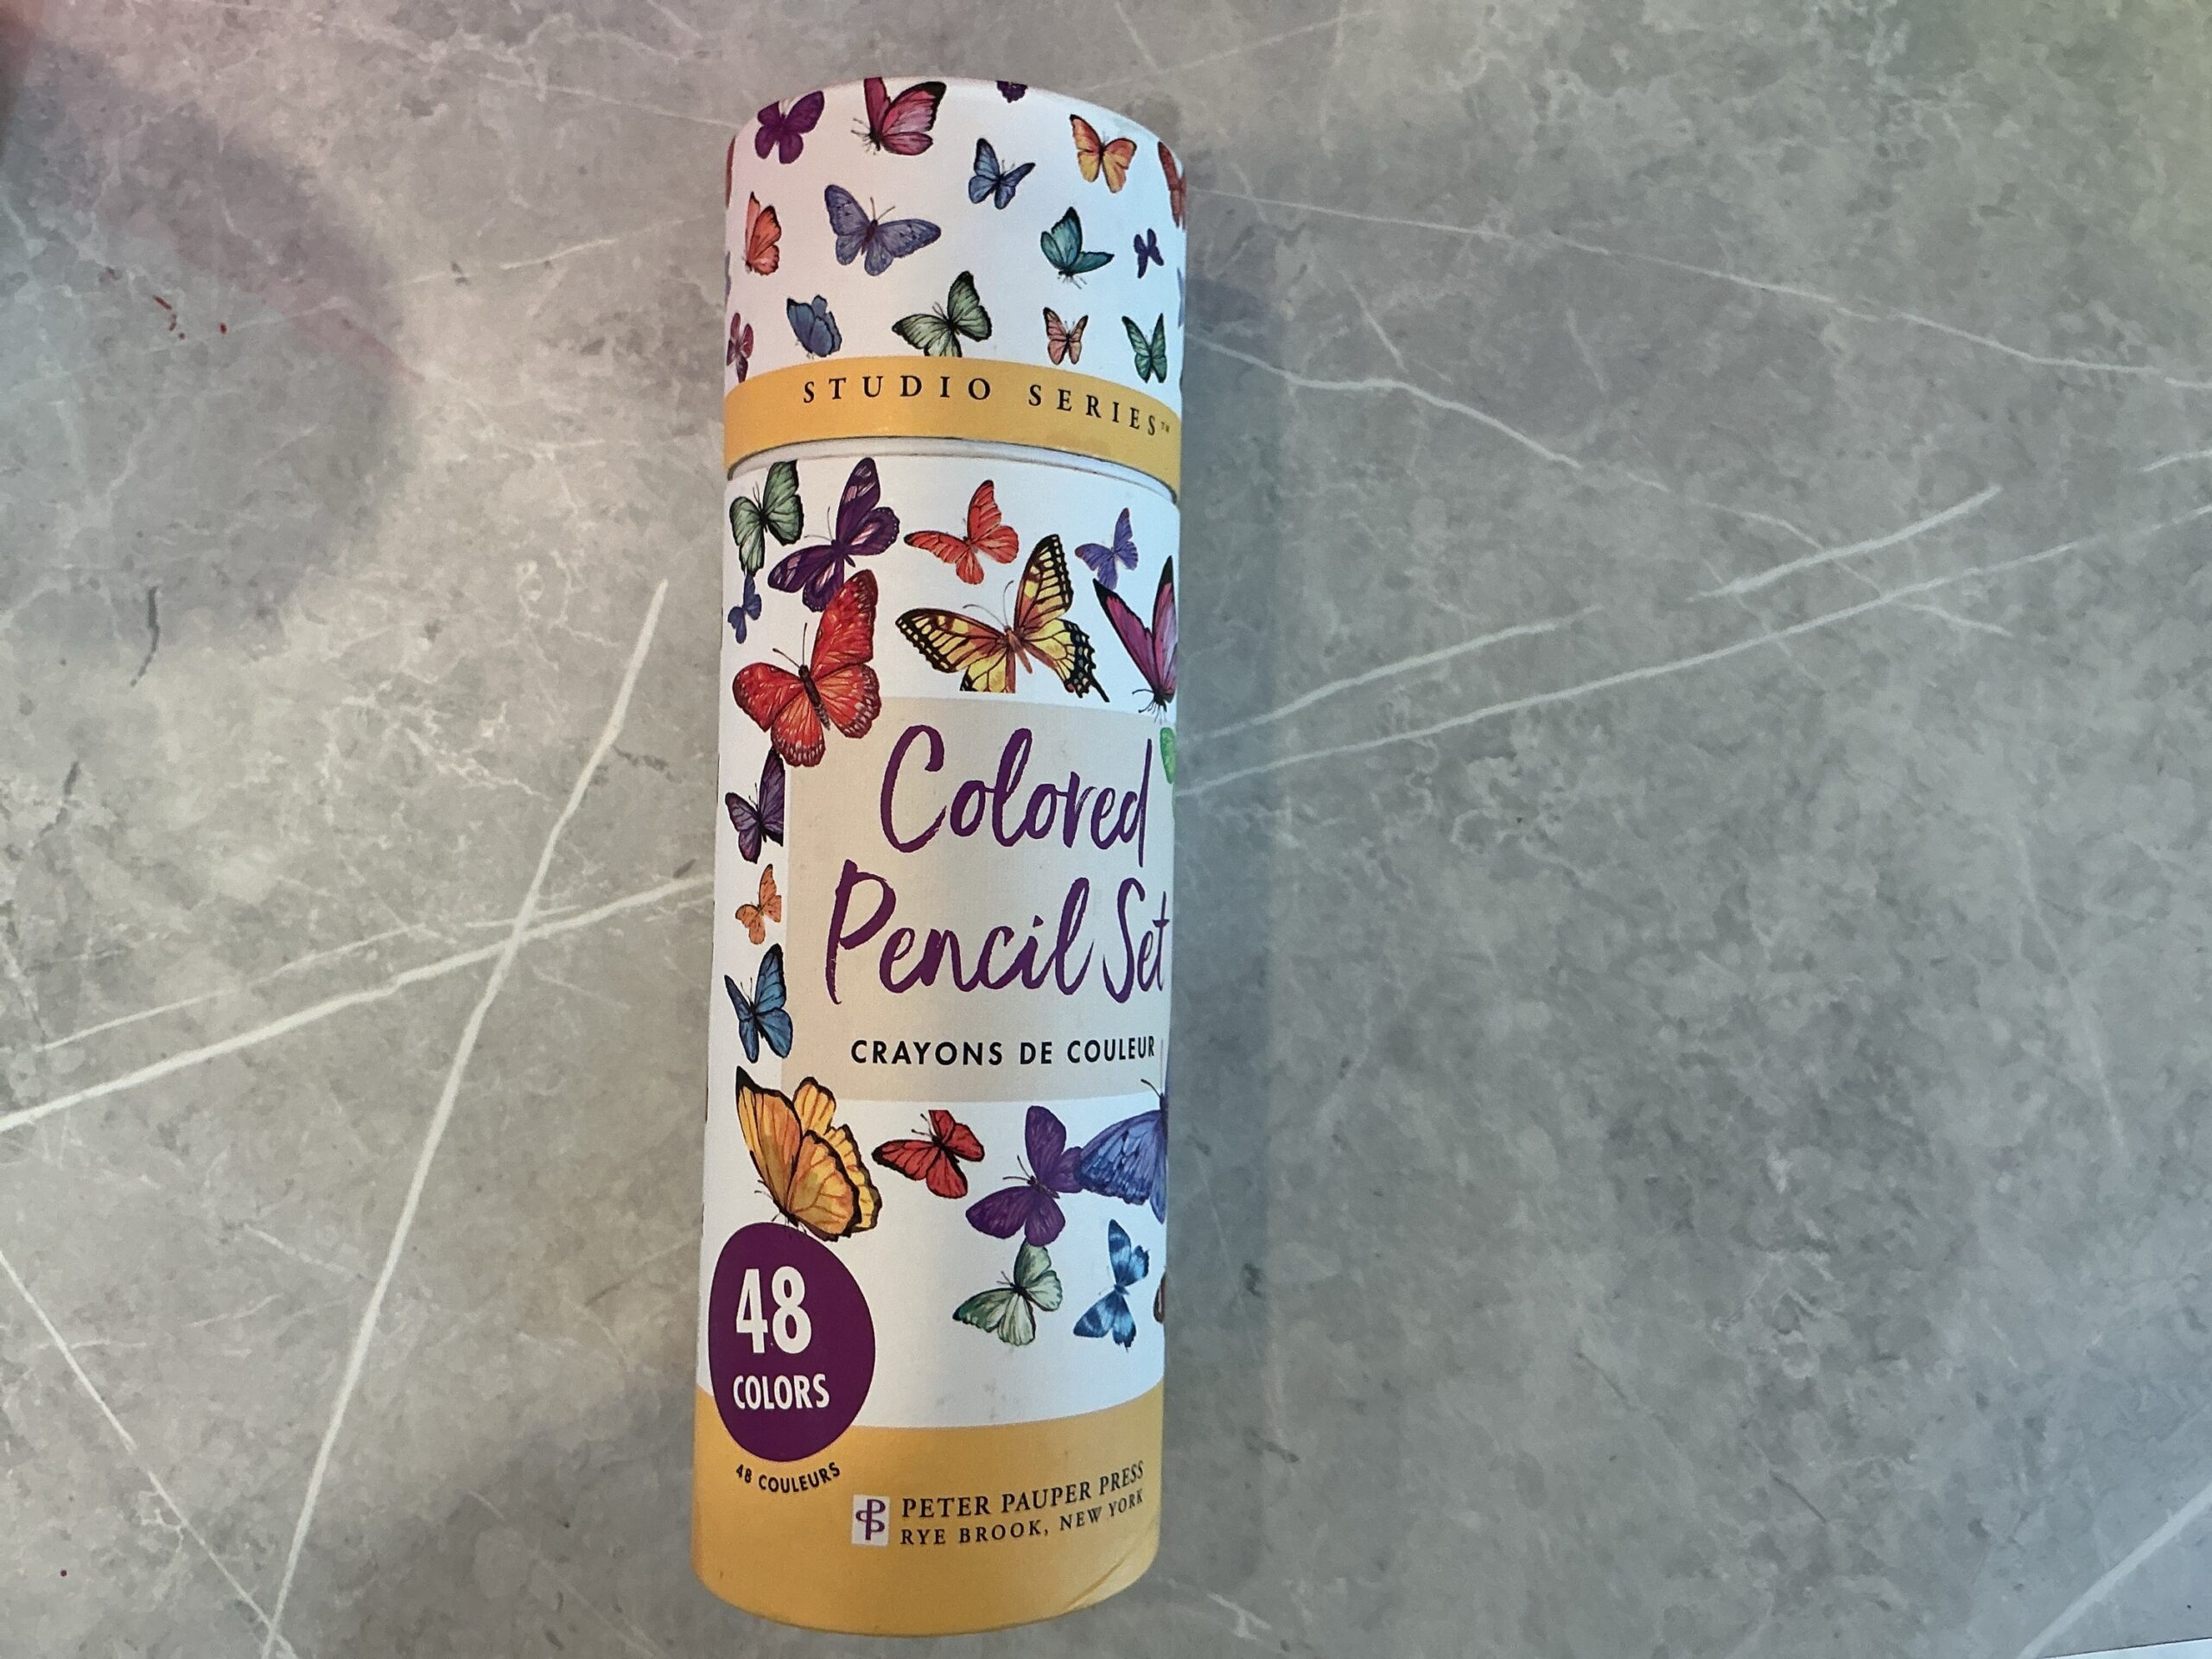 STUDIO SERIES™
Colored
Pencil Set
CRAYONS DE COULEUR
48
COLORS
48 COULEURS
PETER PAUPER PRESS
RYE BROOK, NEW YORK